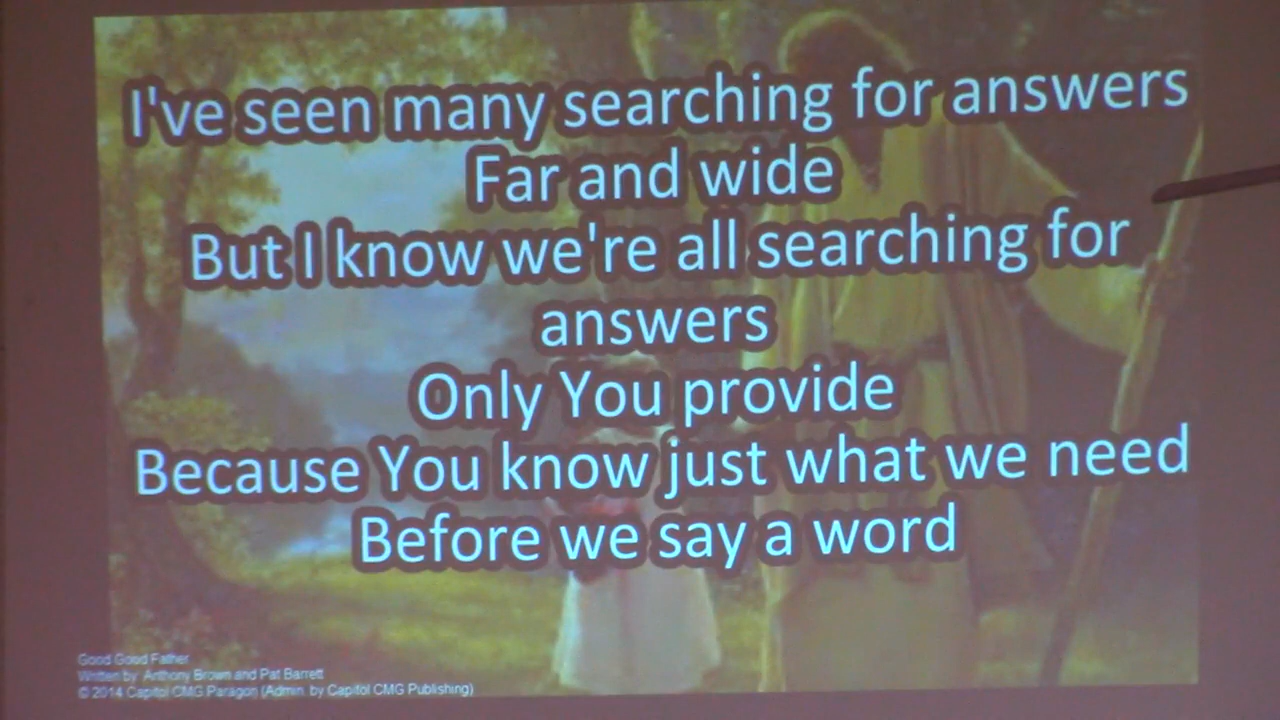 I've seen many searching for answers
Far and wide
But I know we're all searching for
answers
Only You provide
Because You know just what we need
Before we say a word
Good Good Father
Written by: Anthony Brown and Pat Barrett
© 2014 Capitol CMG Paragon (Admin. by Capitol CMG Publishing)